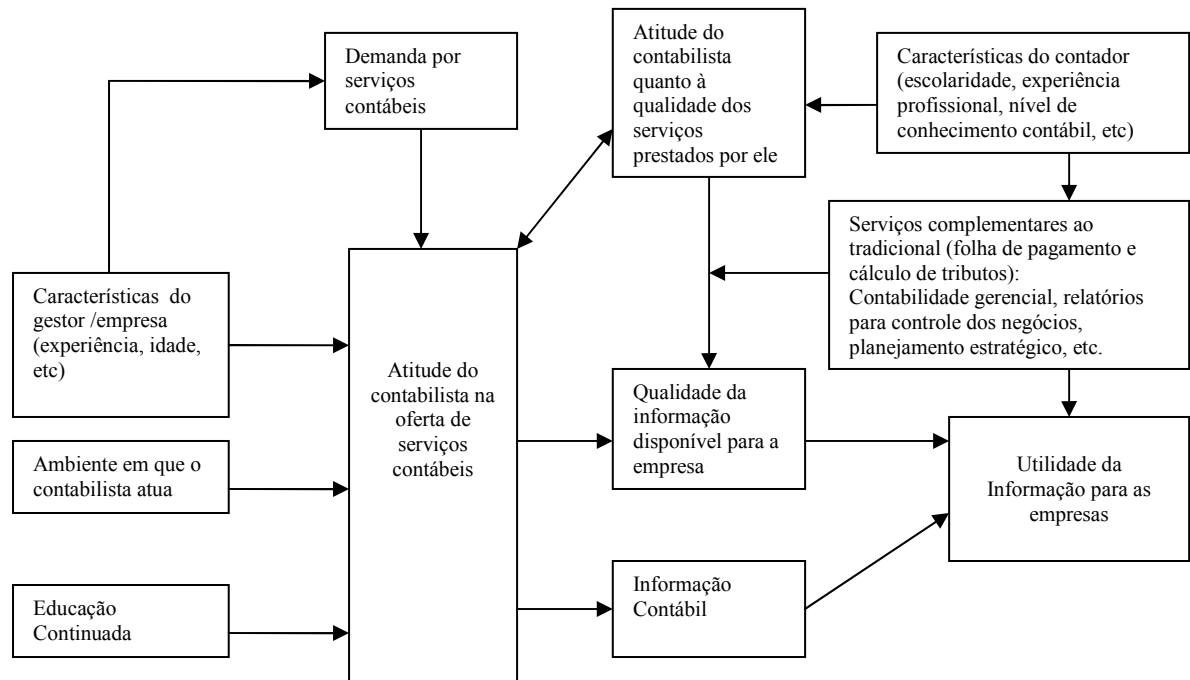 Demanda por
serviços
contábeis
Atitude do
contabilista
quanto à
qualidade dos
serviços
prestados por ele
Características do contador
(escolaridade, experiência
profissional, nível de
conhecimento contábil, etc)
Serviços complementares ao
tradicional (folha de pagamento e
cálculo de tributos):
Contabilidade gerencial, relatórios
para controle dos negócios,
planejamento estratégico, etc.
Características do
gestor /empresa
(experiência, idade,
etc)
Atitude do
contabilista na
oferta de
serviços
contábeis
Qualidade da
informação
disponível para a
empresa
Ambiente em que o
contabilista atua
Utilidade da
Informação para as
empresas
Educação
Continuada
Informação
Contábil